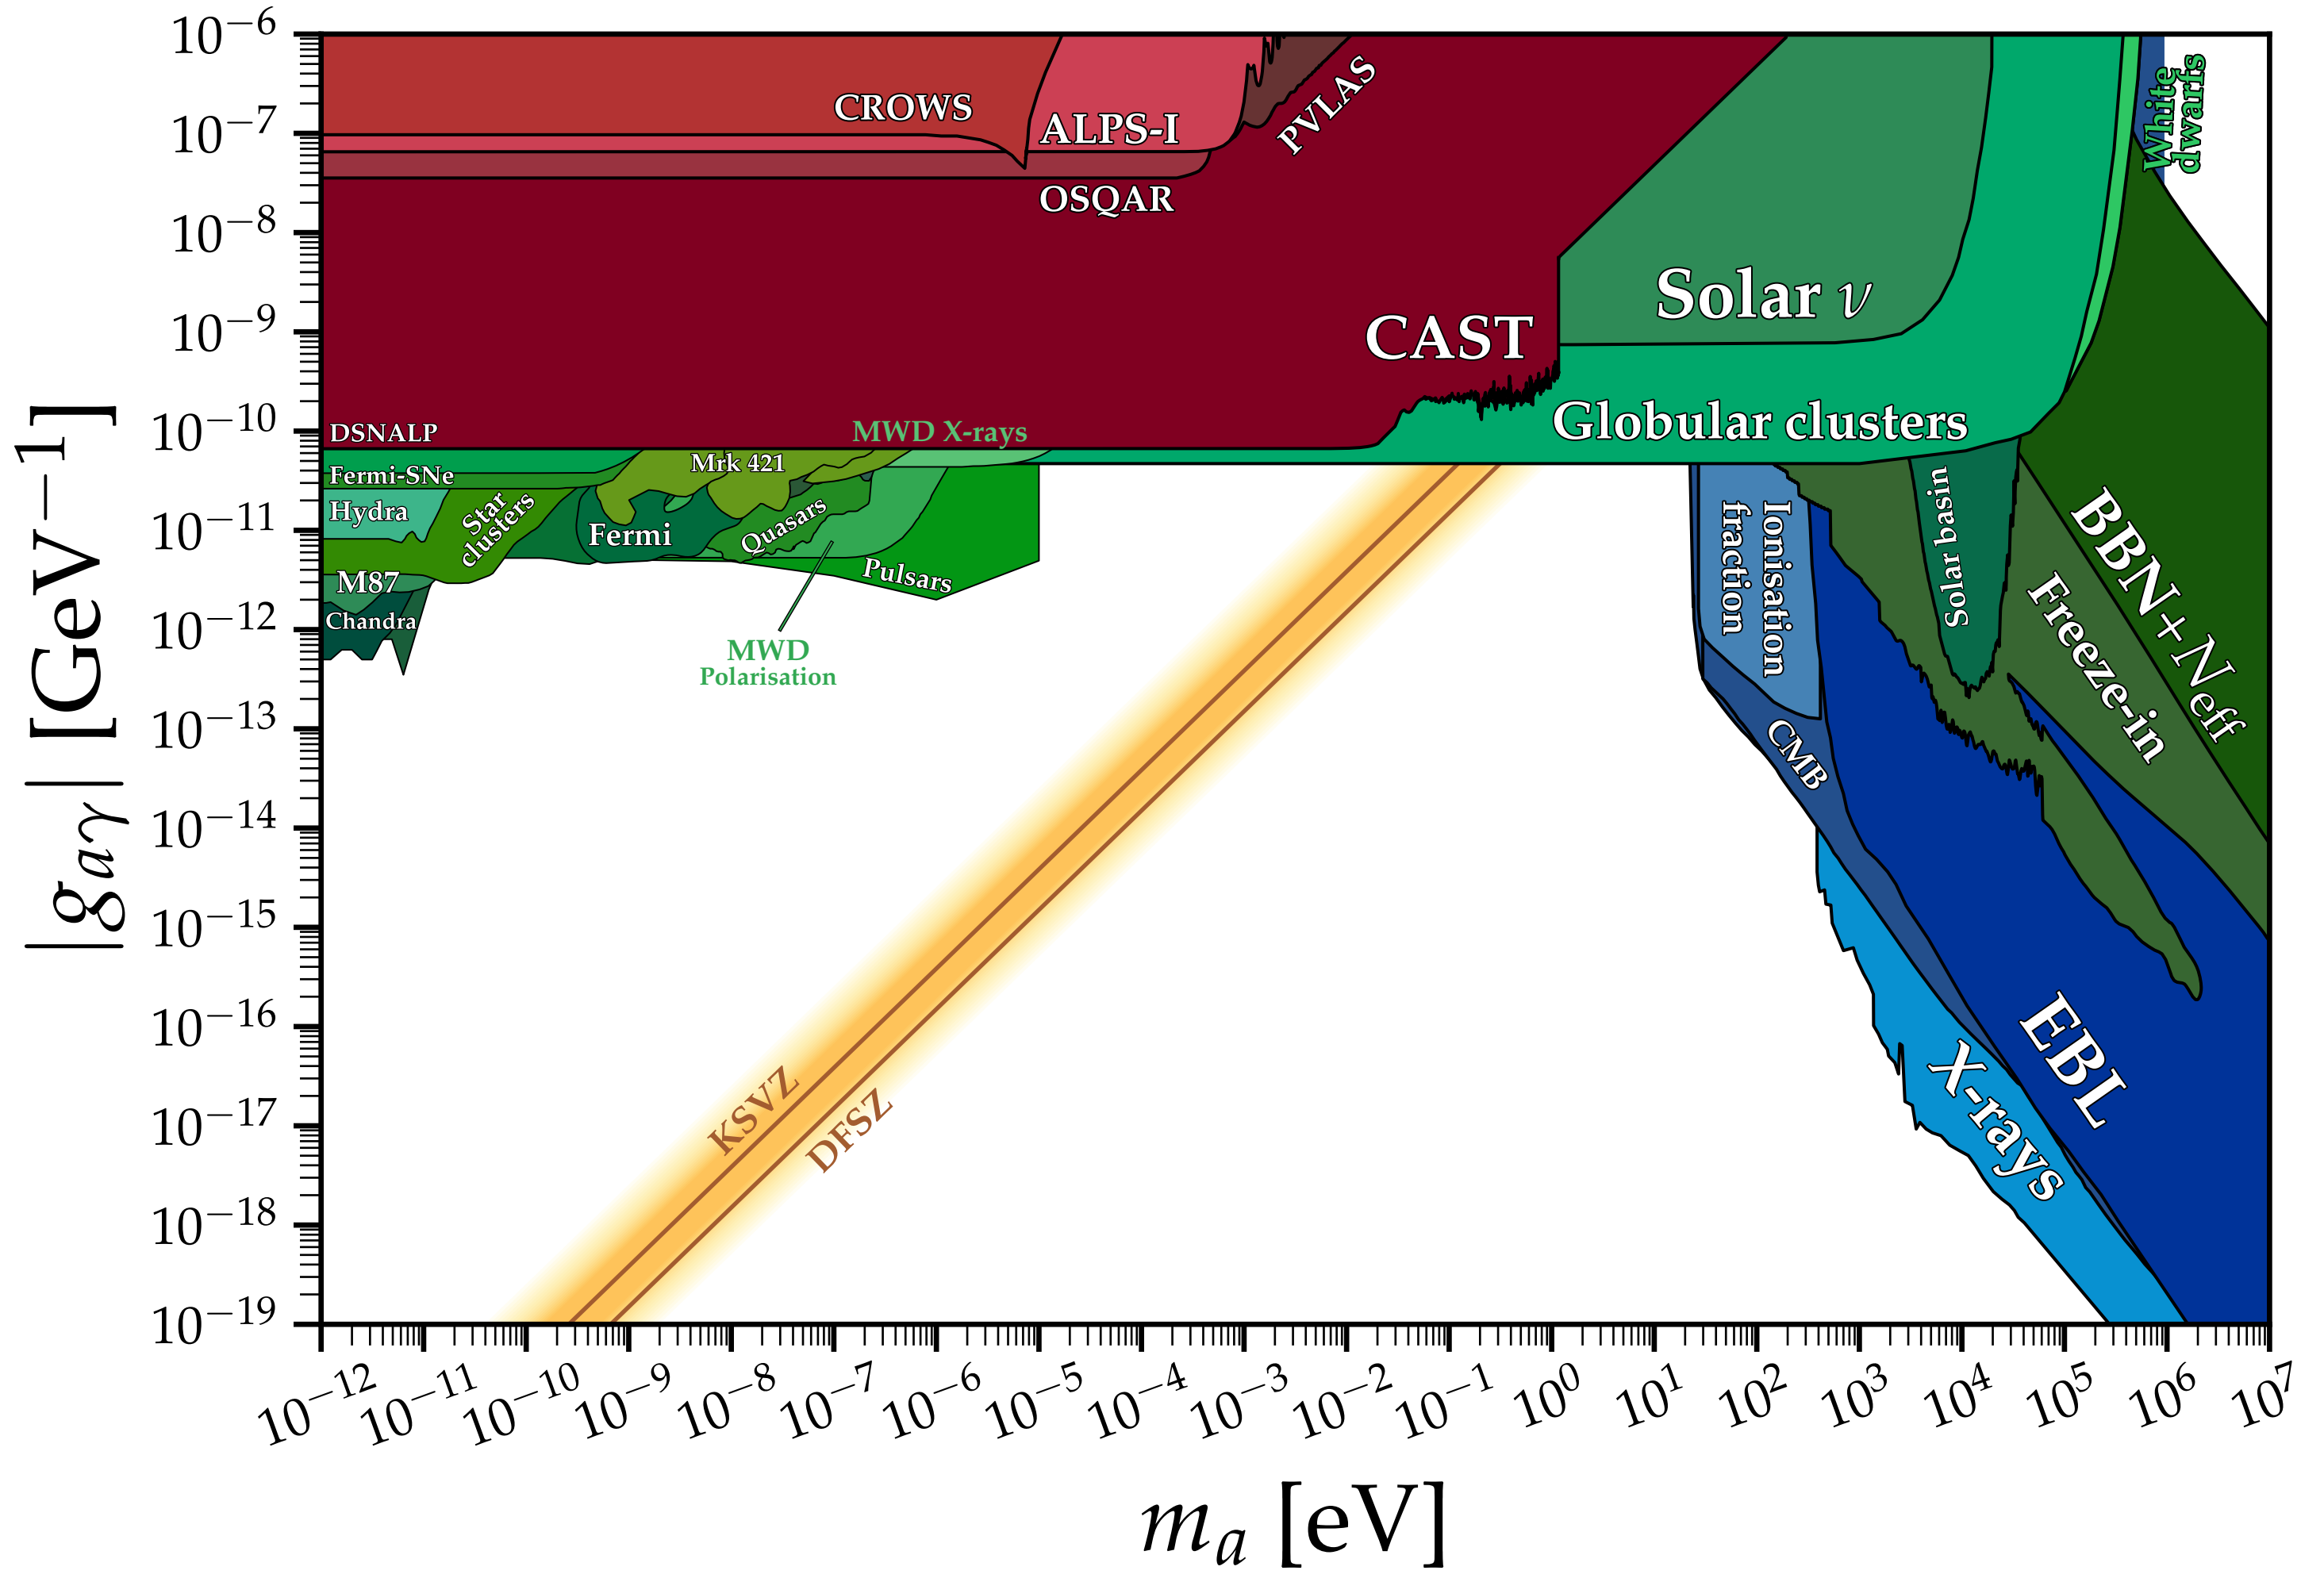 10−6
10−7
10−8
10−9
10−10
10−11
10−12
10−13
10−14
10−15
10−16
10−17
10−18
10−19
|gaγ| [GeV−1]
CROWS
ALPS-I
OSQAR
PVLAS
White
dwarfs
Solar ν
CAST
Globular clusters
DSNALP
MWD X-rays
Fermi-SNe
Mrk 421
Hydra
Star
clusters
Fermi
Quasars
M87
Chandra
Pulsars
MWD
Polarisation
Ionisation
fraction
Solar basin
BBN+Neff
Freeze-in
CMB
EBL
X-rays
KSVZ
DFSZ
10−12
10−11
10−10
10−9
10−8
10−7
10−6
10−5
10−4
10−3
10−2
10−1
100
101
102
103
104
105
106
107
ma [eV]